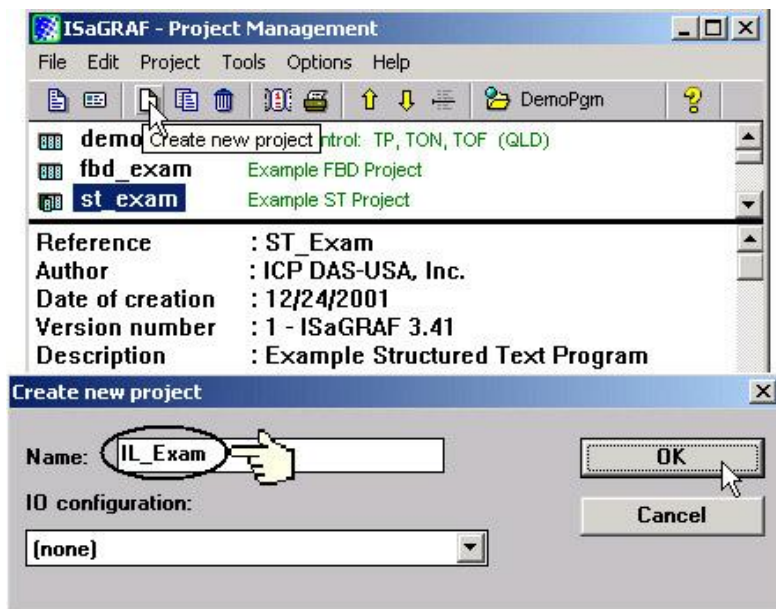 ISaGRAF - Project Management
File Edit Project Tools Options Help
DemoPgm
demo Create new project ntrol: TP, TON, TOF (QLD)
fbd_exam Example FBD Project
st_exam Example ST Project
Reference : ST_Exam
Author : ICP DAS-USA, Inc.
Date of creation : 12/24/2001
Version number : 1 - ISaGRAF 3.41
Description : Example Structured Text Program
Create new project
Name: IL_Exam OK
IO configuration: Cancel
(none)